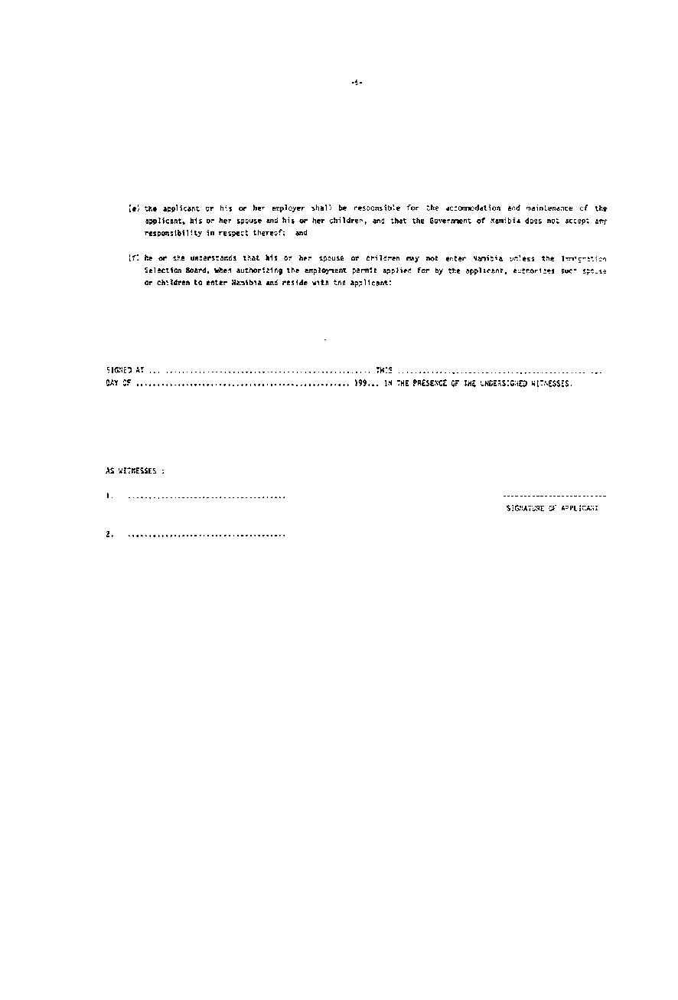 -6-
(e) the applicant or his or her employer shall be responsible for the accommodation and maintenance of the
applicant, his or her spouse and his or her children, and that the Government of Namibia does not accept any
responsibility in respect thereof; and
(f) he or she understands that his or her spouse or children may not enter Namibia unless the Immigration
Selection Board, when authorizing the employment permit applied for by the applicant, authorizes such spouse
or children to enter Namibia and reside with the applicant:
SIGNED AT ... .................................................. THIS .............................................. ...
DAY OF .................................................... 199... IN THE PRESENCE OF THE UNDERSIGNED WITNESSES.
AS WITNESSES :
1. ......................................
-------------------------
SIGNATURE OF APPLICANT
2. ......................................